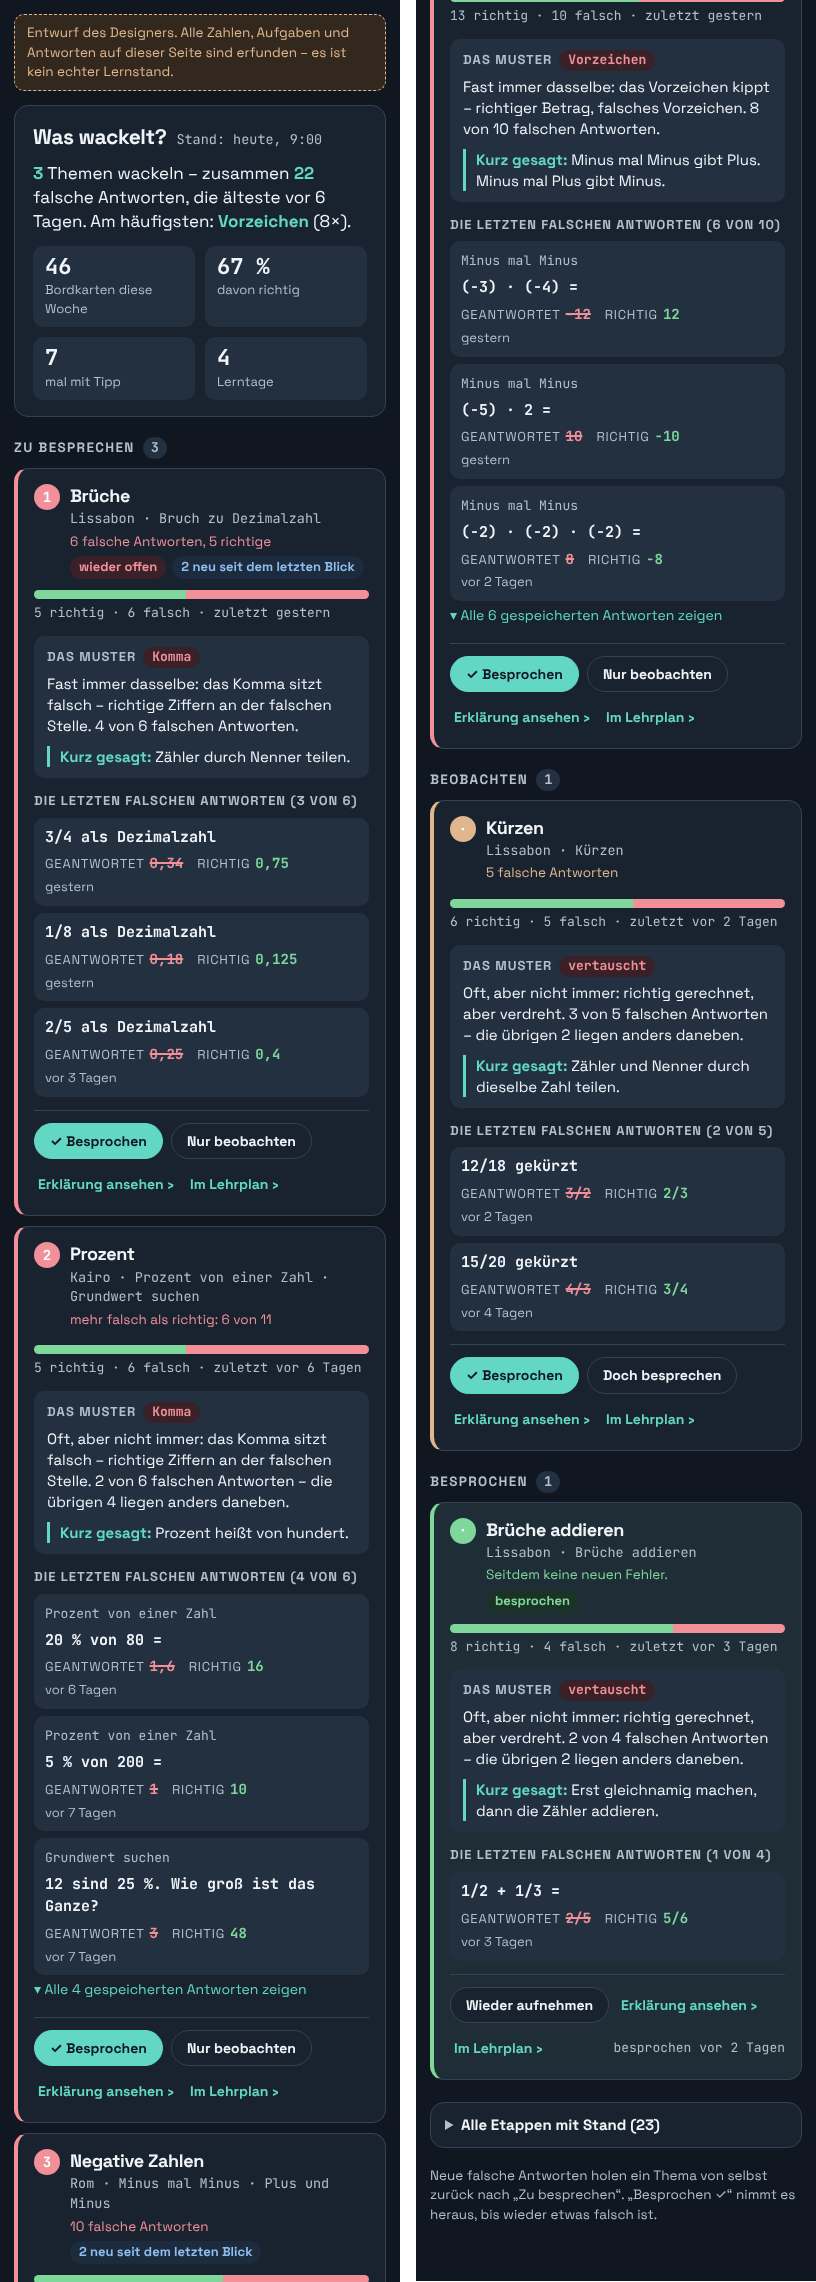 Entwurf des Designers. Alle Zahlen, Aufgaben und
Antworten auf dieser Seite sind erfunden – es ist
kein echter Lernstand.
Was wackelt? Stand: heute, 9:00
3 Themen wackeln – zusammen 22
falsche Antworten, die älteste vor 6
Tagen. Am häufigsten: Vorzeichen (8×).
46
Bordkarten diese
Woche
67 %
davon richtig
7
mal mit Tipp
4
Lerntage
ZU BESPRECHEN 3
1 Brüche
Lissabon · Bruch zu Dezimalzahl
6 falsche Antworten, 5 richtige
wieder offen 2 neu seit dem letzten Blick
5 richtig · 6 falsch · zuletzt gestern
DAS MUSTER Komma
Fast immer dasselbe: das Komma sitzt
falsch – richtige Ziffern an der falschen
Stelle. 4 von 6 falschen Antworten.
Kurz gesagt: Zähler durch Nenner teilen.
DIE LETZTEN FALSCHEN ANTWORTEN (3 VON 6)
3/4 als Dezimalzahl
GEANTWORTET 0,34 RICHTIG 0,75
gestern
1/8 als Dezimalzahl
GEANTWORTET 0,18 RICHTIG 0,125
gestern
2/5 als Dezimalzahl
GEANTWORTET 0,25 RICHTIG 0,4
vor 3 Tagen
✓ Besprochen Nur beobachten
Erklärung ansehen > Im Lehrplan >
2 Prozent
Kairo · Prozent von einer Zahl ·
Grundwert suchen
mehr falsch als richtig: 6 von 11
5 richtig · 6 falsch · zuletzt vor 6 Tagen
DAS MUSTER Komma
Oft, aber nicht immer: das Komma sitzt
falsch – richtige Ziffern an der falschen
Stelle. 2 von 6 falschen Antworten – die
übrigen 4 liegen anders daneben.
Kurz gesagt: Prozent heißt von hundert.
DIE LETZTEN FALSCHEN ANTWORTEN (4 VON 6)
Prozent von einer Zahl
20 % von 80 =
GEANTWORTET 1,6 RICHTIG 16
vor 6 Tagen
Prozent von einer Zahl
5 % von 200 =
GEANTWORTET 1 RICHTIG 10
vor 7 Tagen
Grundwert suchen
12 sind 25 %. Wie groß ist das
Ganze?
GEANTWORTET 3 RICHTIG 48
vor 7 Tagen
▾ Alle 4 gespeicherten Antworten zeigen
✓ Besprochen Nur beobachten
Erklärung ansehen > Im Lehrplan >
3 Negative Zahlen
Rom · Minus mal Minus · Plus und
Minus
10 falsche Antworten
2 neu seit dem letzten Blick
13 richtig · 10 falsch · zuletzt gestern
DAS MUSTER Vorzeichen
Fast immer dasselbe: das Vorzeichen kippt
– richtiger Betrag, falsches Vorzeichen. 8
von 10 falschen Antworten.
Kurz gesagt: Minus mal Minus gibt Plus.
Minus mal Plus gibt Minus.
DIE LETZTEN FALSCHEN ANTWORTEN (6 VON 10)
Minus mal Minus
(-3) · (-4) =
GEANTWORTET -12 RICHTIG 12
gestern
Minus mal Minus
(-5) · 2 =
GEANTWORTET 10 RICHTIG -10
gestern
Minus mal Minus
(-2) · (-2) · (-2) =
GEANTWORTET 8 RICHTIG -8
vor 2 Tagen
▾ Alle 6 gespeicherten Antworten zeigen
✓ Besprochen Nur beobachten
Erklärung ansehen > Im Lehrplan >
BEOBACHTEN 1
· Kürzen
Lissabon · Kürzen
5 falsche Antworten
6 richtig · 5 falsch · zuletzt vor 2 Tagen
DAS MUSTER vertauscht
Oft, aber nicht immer: richtig gerechnet,
aber verdreht. 3 von 5 falschen Antworten
– die übrigen 2 liegen anders daneben.
Kurz gesagt: Zähler und Nenner durch
dieselbe Zahl teilen.
DIE LETZTEN FALSCHEN ANTWORTEN (2 VON 5)
12/18 gekürzt
GEANTWORTET 3/2 RICHTIG 2/3
vor 2 Tagen
15/20 gekürzt
GEANTWORTET 4/3 RICHTIG 3/4
vor 4 Tagen
✓ Besprochen Doch besprechen
Erklärung ansehen > Im Lehrplan >
BESPROCHEN 1
· Brüche addieren
Lissabon · Brüche addieren
Seitdem keine neuen Fehler.
besprochen
8 richtig · 4 falsch · zuletzt vor 3 Tagen
DAS MUSTER vertauscht
Oft, aber nicht immer: richtig gerechnet,
aber verdreht. 2 von 4 falschen Antworten
– die übrigen 2 liegen anders daneben.
Kurz gesagt: Erst gleichnamig machen,
dann die Zähler addieren.
DIE LETZTEN FALSCHEN ANTWORTEN (1 VON 4)
1/2 + 1/3 =
GEANTWORTET 2/5 RICHTIG 5/6
vor 3 Tagen
Wieder aufnehmen Erklärung ansehen >
Im Lehrplan > besprochen vor 2 Tagen
▶ Alle Etappen mit Stand (23)
Neue falsche Antworten holen ein Thema von selbst
zurück nach „Zu besprechen“. „Besprochen ✓“ nimmt es
heraus, bis wieder etwas falsch ist.